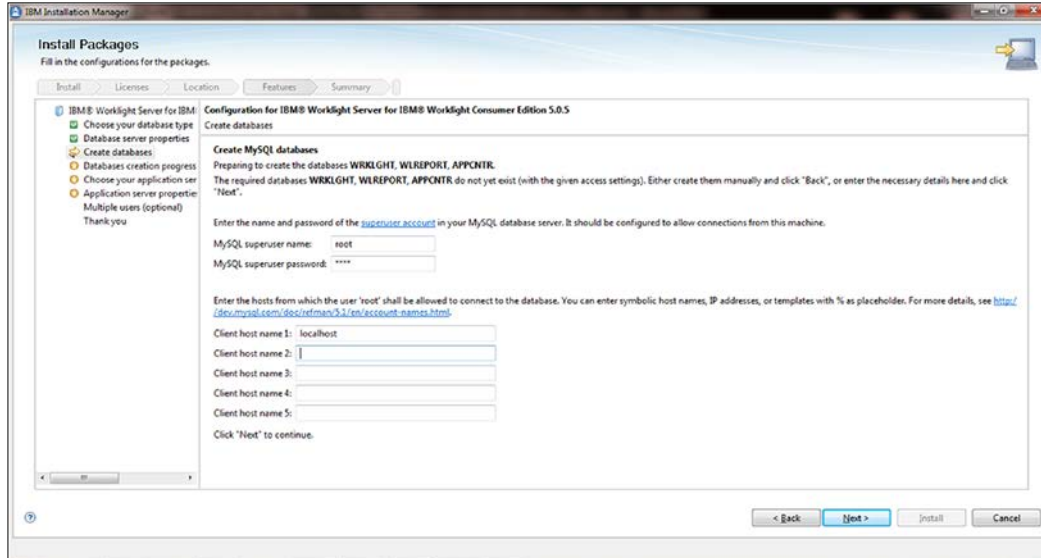 IBM Installation Manager
Install Packages
Fill in the configurations for the packages.
Install
Licenses
Location
Features
Summary
IBM® Worklight Server for IBM
Choose your database type
Database server properties
Create databases
Databases creation progress
Choose your application ser
Application server propertie
Multiple users (optional)
Thank you
Configuration for IBM® Worklight Server for IBM® Worklight Consumer Edition 5.0.5
Create databases
Create MySQL databases
Preparing to create the databases WRKLGHT, WLREPORT, APPCNTR.
The required databases WRKLGHT, WLREPORT, APPCNTR do not yet exist (with the given access settings). Either create them manually and click "Back", or enter the necessary details here and click
"Next".
Enter the name and password of the superuser account in your MySQL database server. It should be configured to allow connections from this machine.
MySQL superuser name: root
MySQL superuser password: ****
Enter the hosts from which the user 'root' shall be allowed to connect to the database. You can enter symbolic host names, IP addresses, or templates with % as placeholder. For more details, see http:/
/dev.mysql.com/doc/refman/5.1/en/account-names.html.
Client host name 1: localhost
Client host name 2:
Client host name 3:
Client host name 4:
Client host name 5:
Click "Next" to continue.
< Back
Next >
Install
Cancel